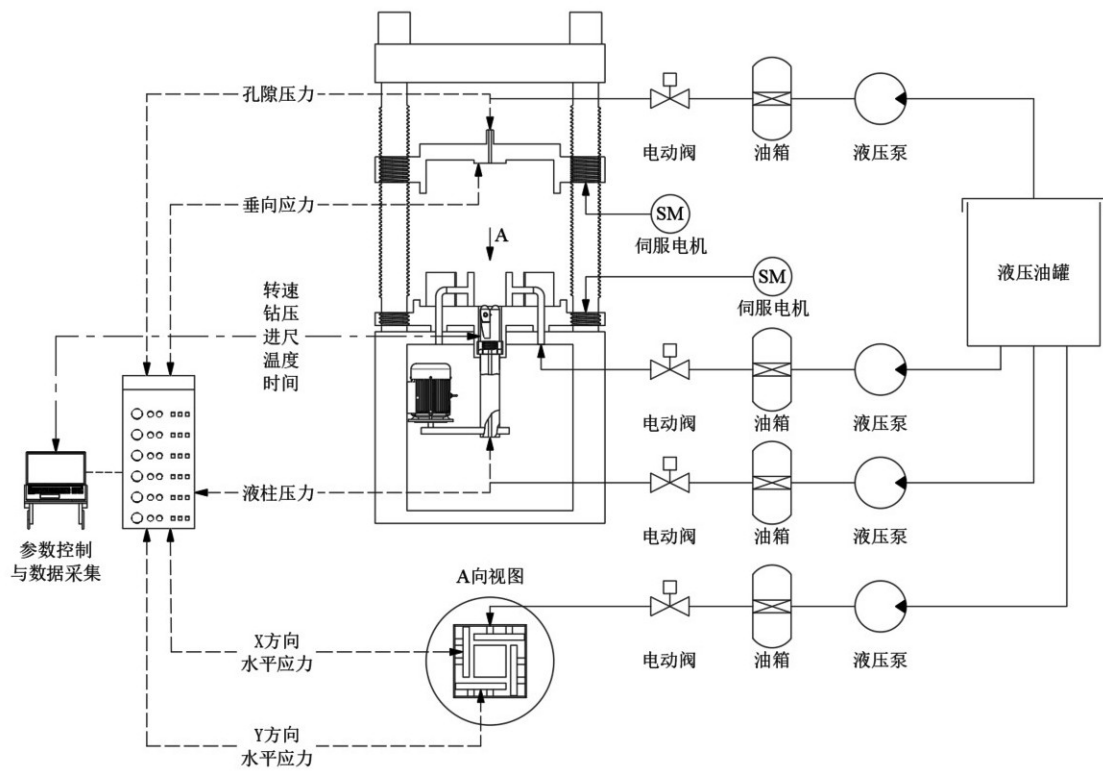 孔隙压力
电动阀
油箱
液压泵
垂向应力
SM
伺服电机
A
SM
伺服电机
液压油罐
转速
钻压
进尺
温度
时间
电动阀
油箱
液压泵
液柱压力
电动阀
油箱
液压泵
参数控制
与数据采集
A向视图
X方向
水平应力
电动阀
油箱
液压泵
Y方向
水平应力